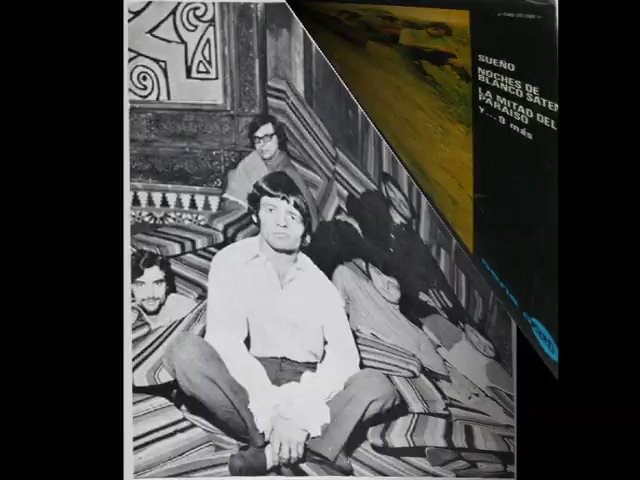 SUEÑO
NOCHES DE
BLANCO SATEN
LA MITAD DEL
PARAISO
y...9 más